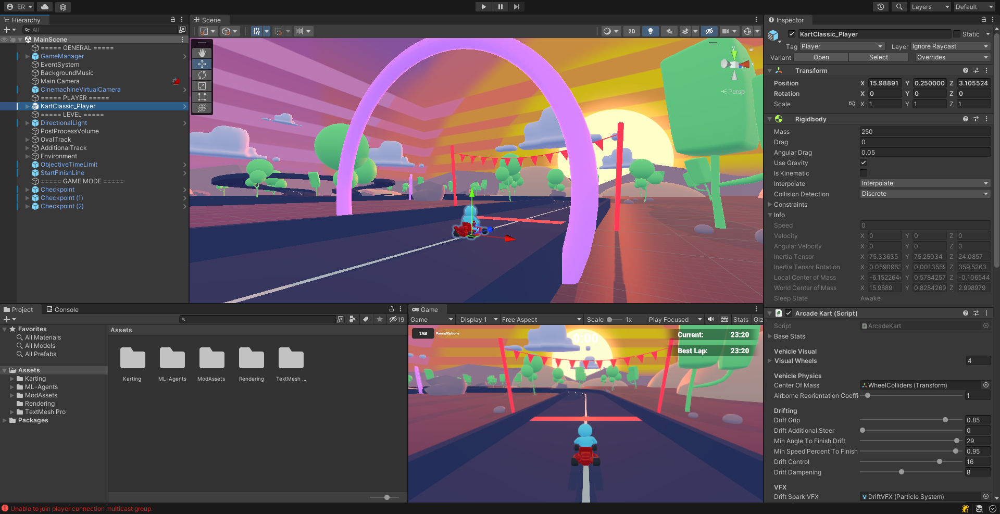 ER
Layers
Default
Hierarchy
All
MainScene
===== GENERAL =====
GameManager
EventSystem
BackgroundMusic
Main Camera
CinemachineVirtualCamera
===== PLAYER =====
KartClassic_Player
===== LEVEL =====
DirectionalLight
PostProcessVolume
OvalTrack
AdditionalTrack
Environment
ObjectiveTimeLimit
StartFinishLine
===== GAME MODE =====
Checkpoint
Checkpoint (1)
Checkpoint (2)
Scene
2D
y
x
Persp
Inspector
KartClassic_Player
Static
Tag Player Layer Ignore Raycast
Variant Open Select Overrides
Transform
Position X 15.98891 Y 0.250000 Z 3.105524
Rotation X 0 Y 0 Z 0
Scale X 1 Y 1 Z 1
Rigidbody
Mass 250
Drag 0
Angular Drag 0.05
Use Gravity
Is Kinematic
Interpolate Interpolate
Collision Detection Discrete
Constraints
Info
Speed 0
Velocity X 0 Y 0 Z 0
Angular Velocity X 0 Y 0 Z 0
Inertia Tensor X 75.33635 Y 75.25034 Z 24.0857
Inertia Tensor Rotation X 0.0590963 Y 0.0013559 Z 359.5263
Local Center of Mass X -6.152264 Y 0.5784257 Z -0.106544
World Center of Mass X 15.9889 Y 0.8284269 Z 2.998979
Sleep State Awake
Arcade Kart (Script)
Script ArcadeKart
Base Stats
Vehicle Visual
Visual Wheels 4
Vehicle Physics
Center Of Mass WheelColliders (Transform)
Airborne Reorientation Coeffi 1
Drifting
Drift Grip 0.85
Drift Additional Steer 0
Min Angle To Finish Drift 29
Min Speed Percent To Finish 0.95
Drift Control 16
Drift Dampening 8
VFX
Drift Spark VFX DriftVFX (Particle System)
Project
Console
19
Favorites
All Materials
All Models
All Prefabs
Assets
Karting
ML-Agents
ModAssets
Rendering
TextMesh Pro
Packages
Assets
Karting
ML-Agents
ModAssets
Rendering
TextMesh ...
Game
Game Display 1 Free Aspect Scale 1x Play Focused Stats Giz
TAB Pause/Options
0:00
Current: 23:20
Best Lap: 23:20
Unable to join player connection multicast group.